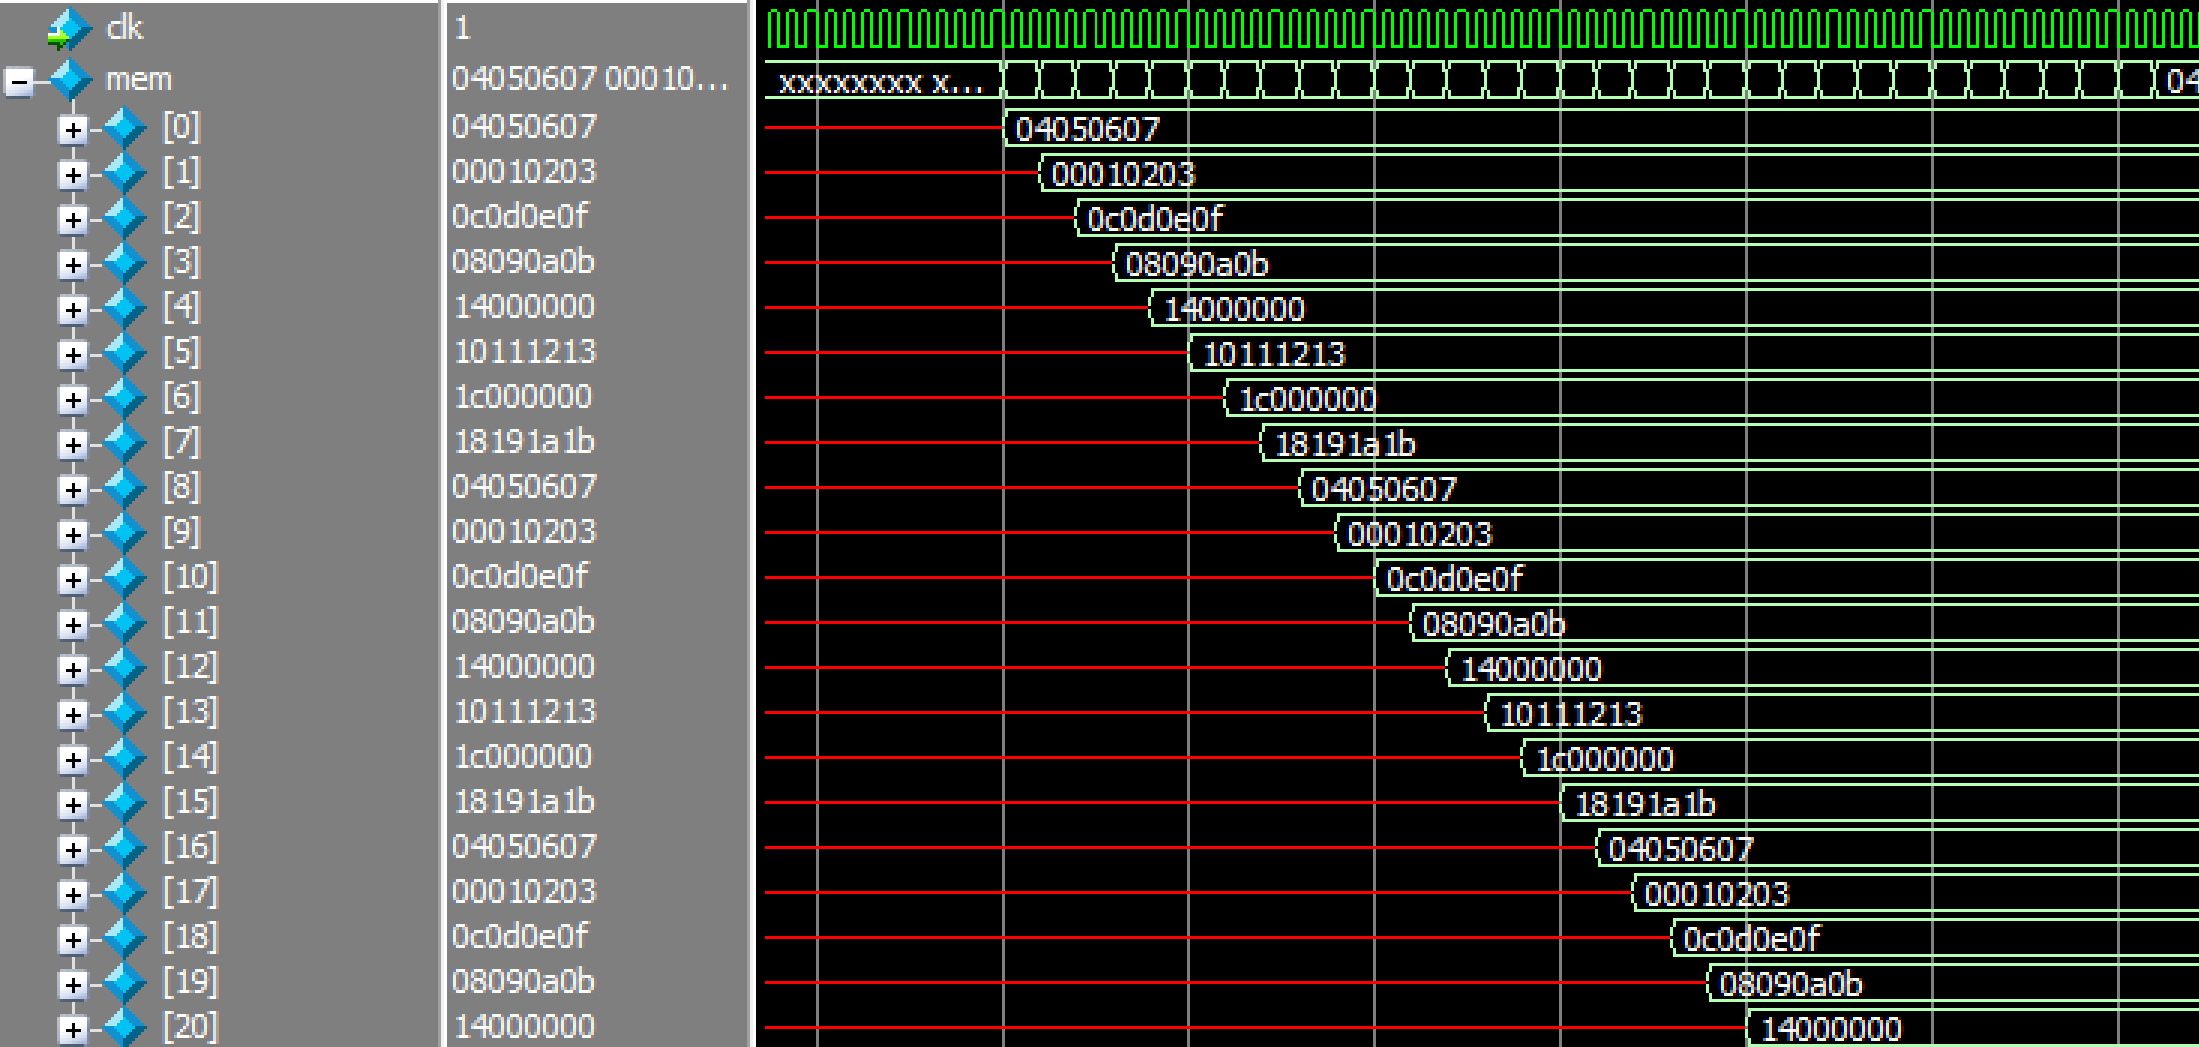 clk 1
mem 04050607 00010... xxxxxxxx x... 04
[0] 04050607 04050607
[1] 00010203 00010203
[2] 0c0d0e0f 0c0d0e0f
[3] 08090a0b 08090a0b
[4] 14000000 14000000
[5] 10111213 10111213
[6] 1c000000 1c000000
[7] 18191a1b 18191a1b
[8] 04050607 04050607
[9] 00010203 00010203
[10] 0c0d0e0f 0c0d0e0f
[11] 08090a0b 08090a0b
[12] 14000000 14000000
[13] 10111213 10111213
[14] 1c000000 1c000000
[15] 18191a1b 18191a1b
[16] 04050607 04050607
[17] 00010203 00010203
[18] 0c0d0e0f 0c0d0e0f
[19] 08090a0b 08090a0b
[20] 14000000 14000000